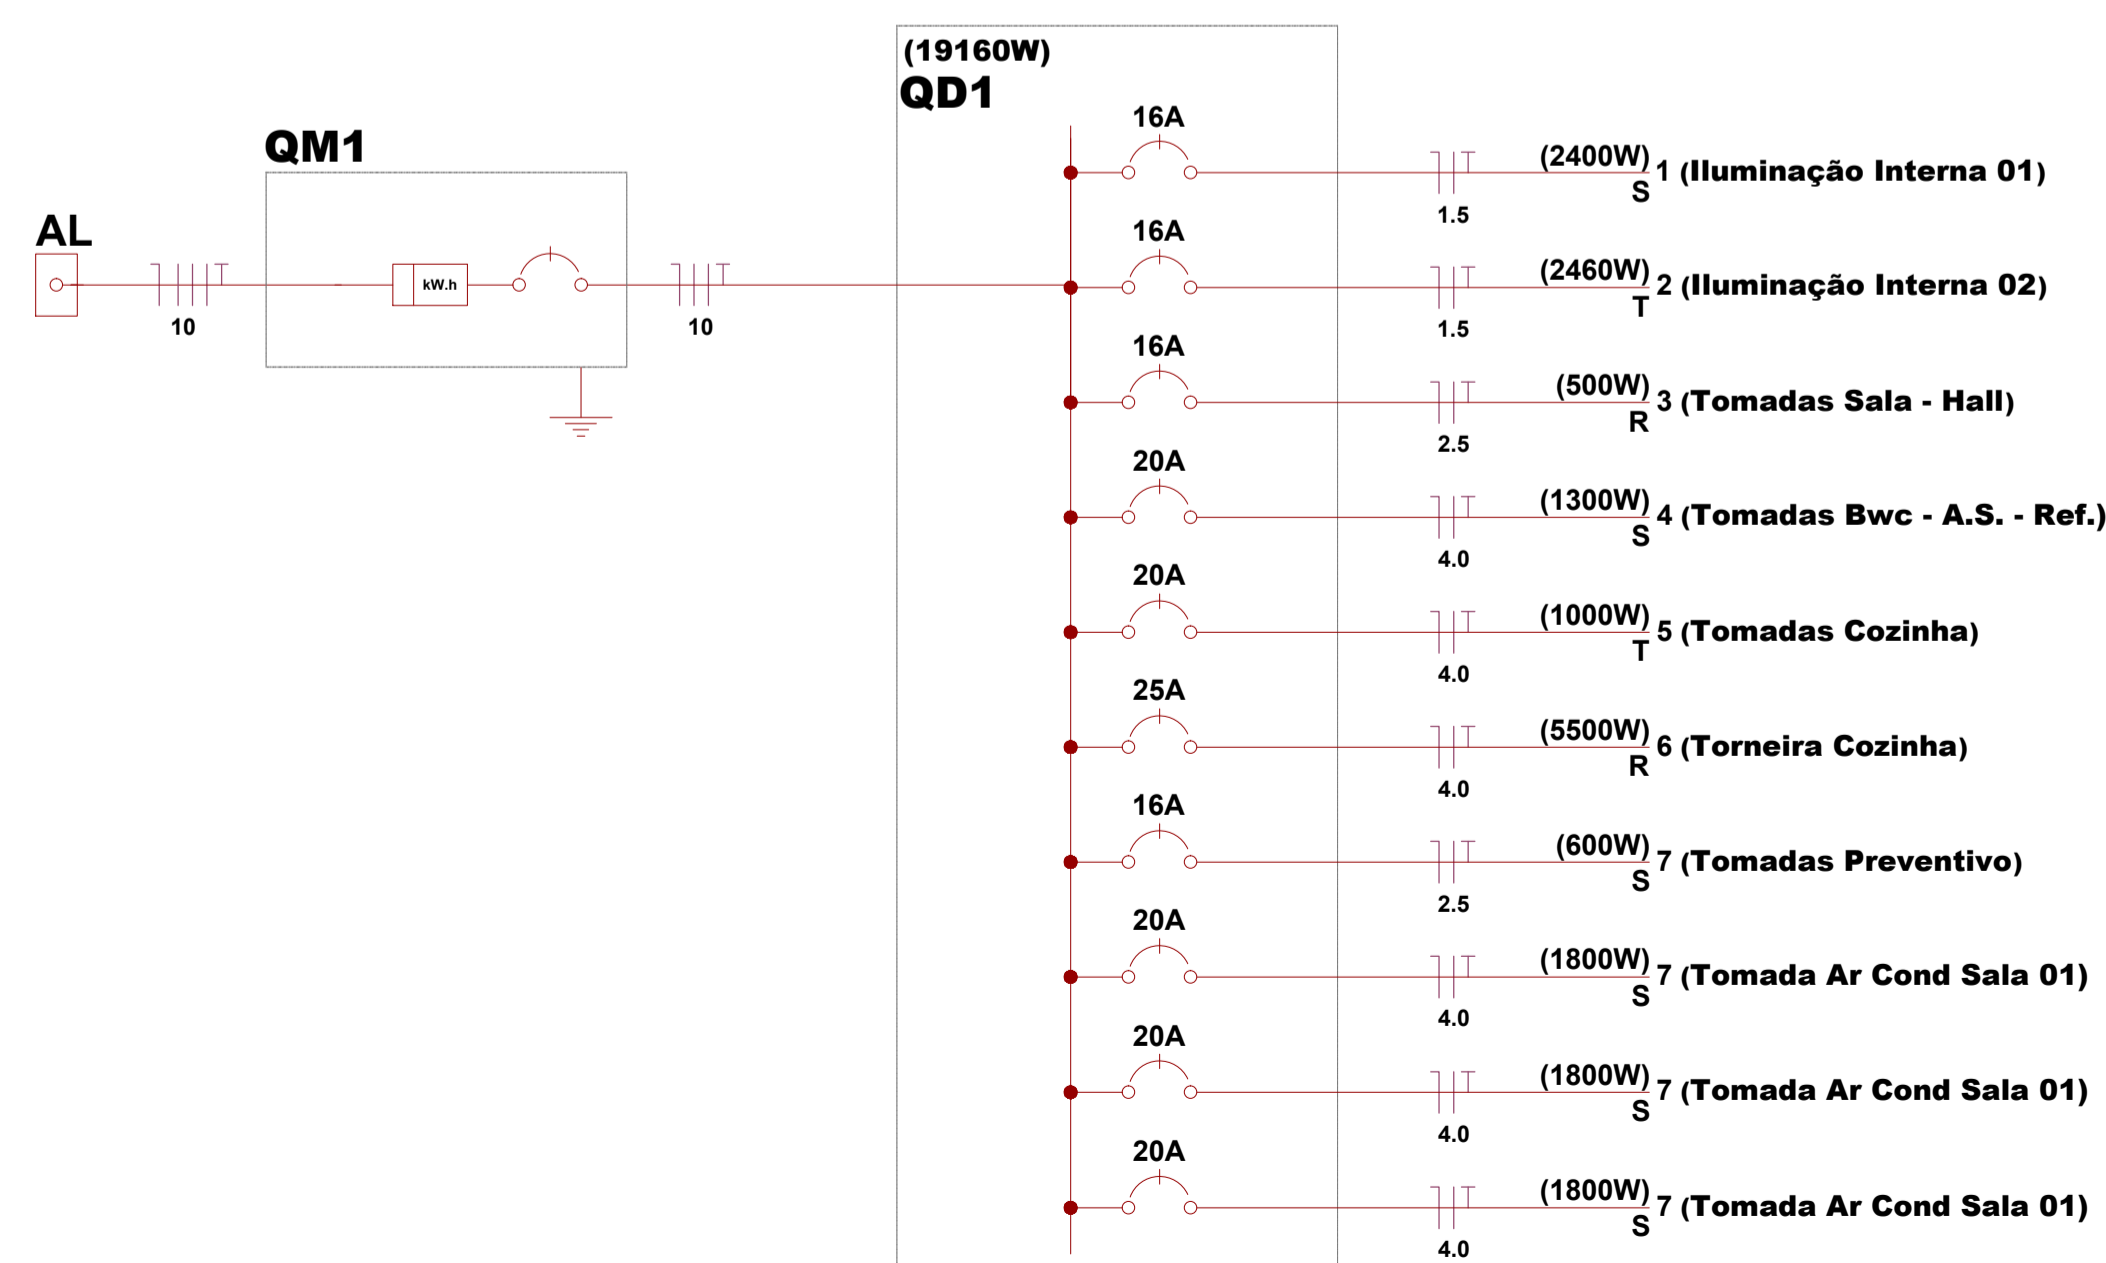 (19160W)
QD1
QM1
AL
kW.h
10
10
16A
(2400W) 1 (Iluminação Interna 01)
S
1.5
16A
(2460W) 2 (Iluminação Interna 02)
T
1.5
16A
(500W) 3 (Tomadas Sala - Hall)
R
2.5
20A
(1300W) 4 (Tomadas Bwc - A.S. - Ref.)
S
4.0
20A
(1000W) 5 (Tomadas Cozinha)
T
4.0
25A
(5500W) 6 (Torneira Cozinha)
R
4.0
16A
(600W) 7 (Tomadas Preventivo)
S
2.5
20A
(1800W) 7 (Tomada Ar Cond Sala 01)
S
4.0
20A
(1800W) 7 (Tomada Ar Cond Sala 01)
S
4.0
20A
(1800W) 7 (Tomada Ar Cond Sala 01)
S
4.0